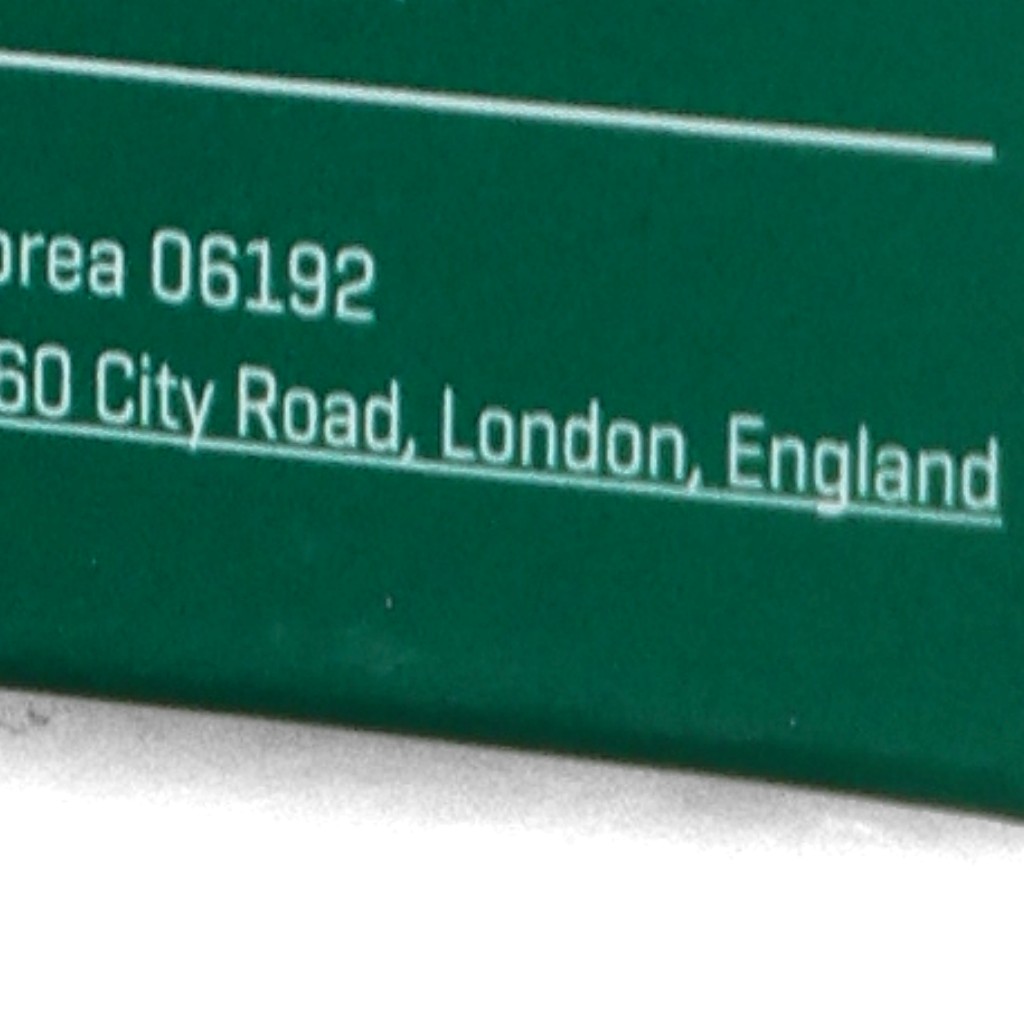 orea 06192
60 City Road, London, England